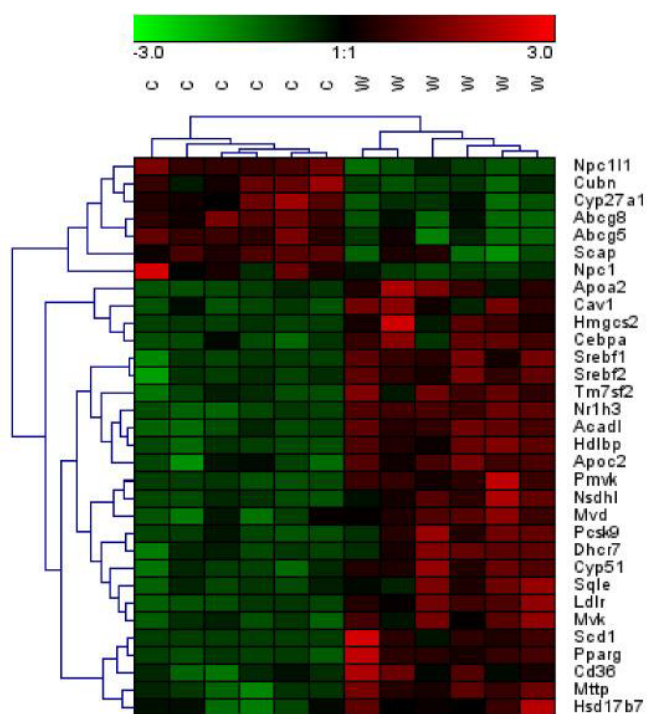 -3.0 1:1 3.0
C C C C C C W W W W W W
Npc1l1
Cubn
Cyp27a1
Abcg8
Abcg5
Scap
Npc1
Apoa2
Cav1
Hmgcs2
Cebpa
Srebf1
Srebf2
Tm7sf2
Nr1h3
Acadl
Hdlbp
Apoc2
Pmvk
Nsdhl
Mvd
Pcsk9
Dhcr7
Cyp51
Sqle
Ldlr
Mvk
Scd1
Pparg
Cd36
Mttp
Hsd17b7